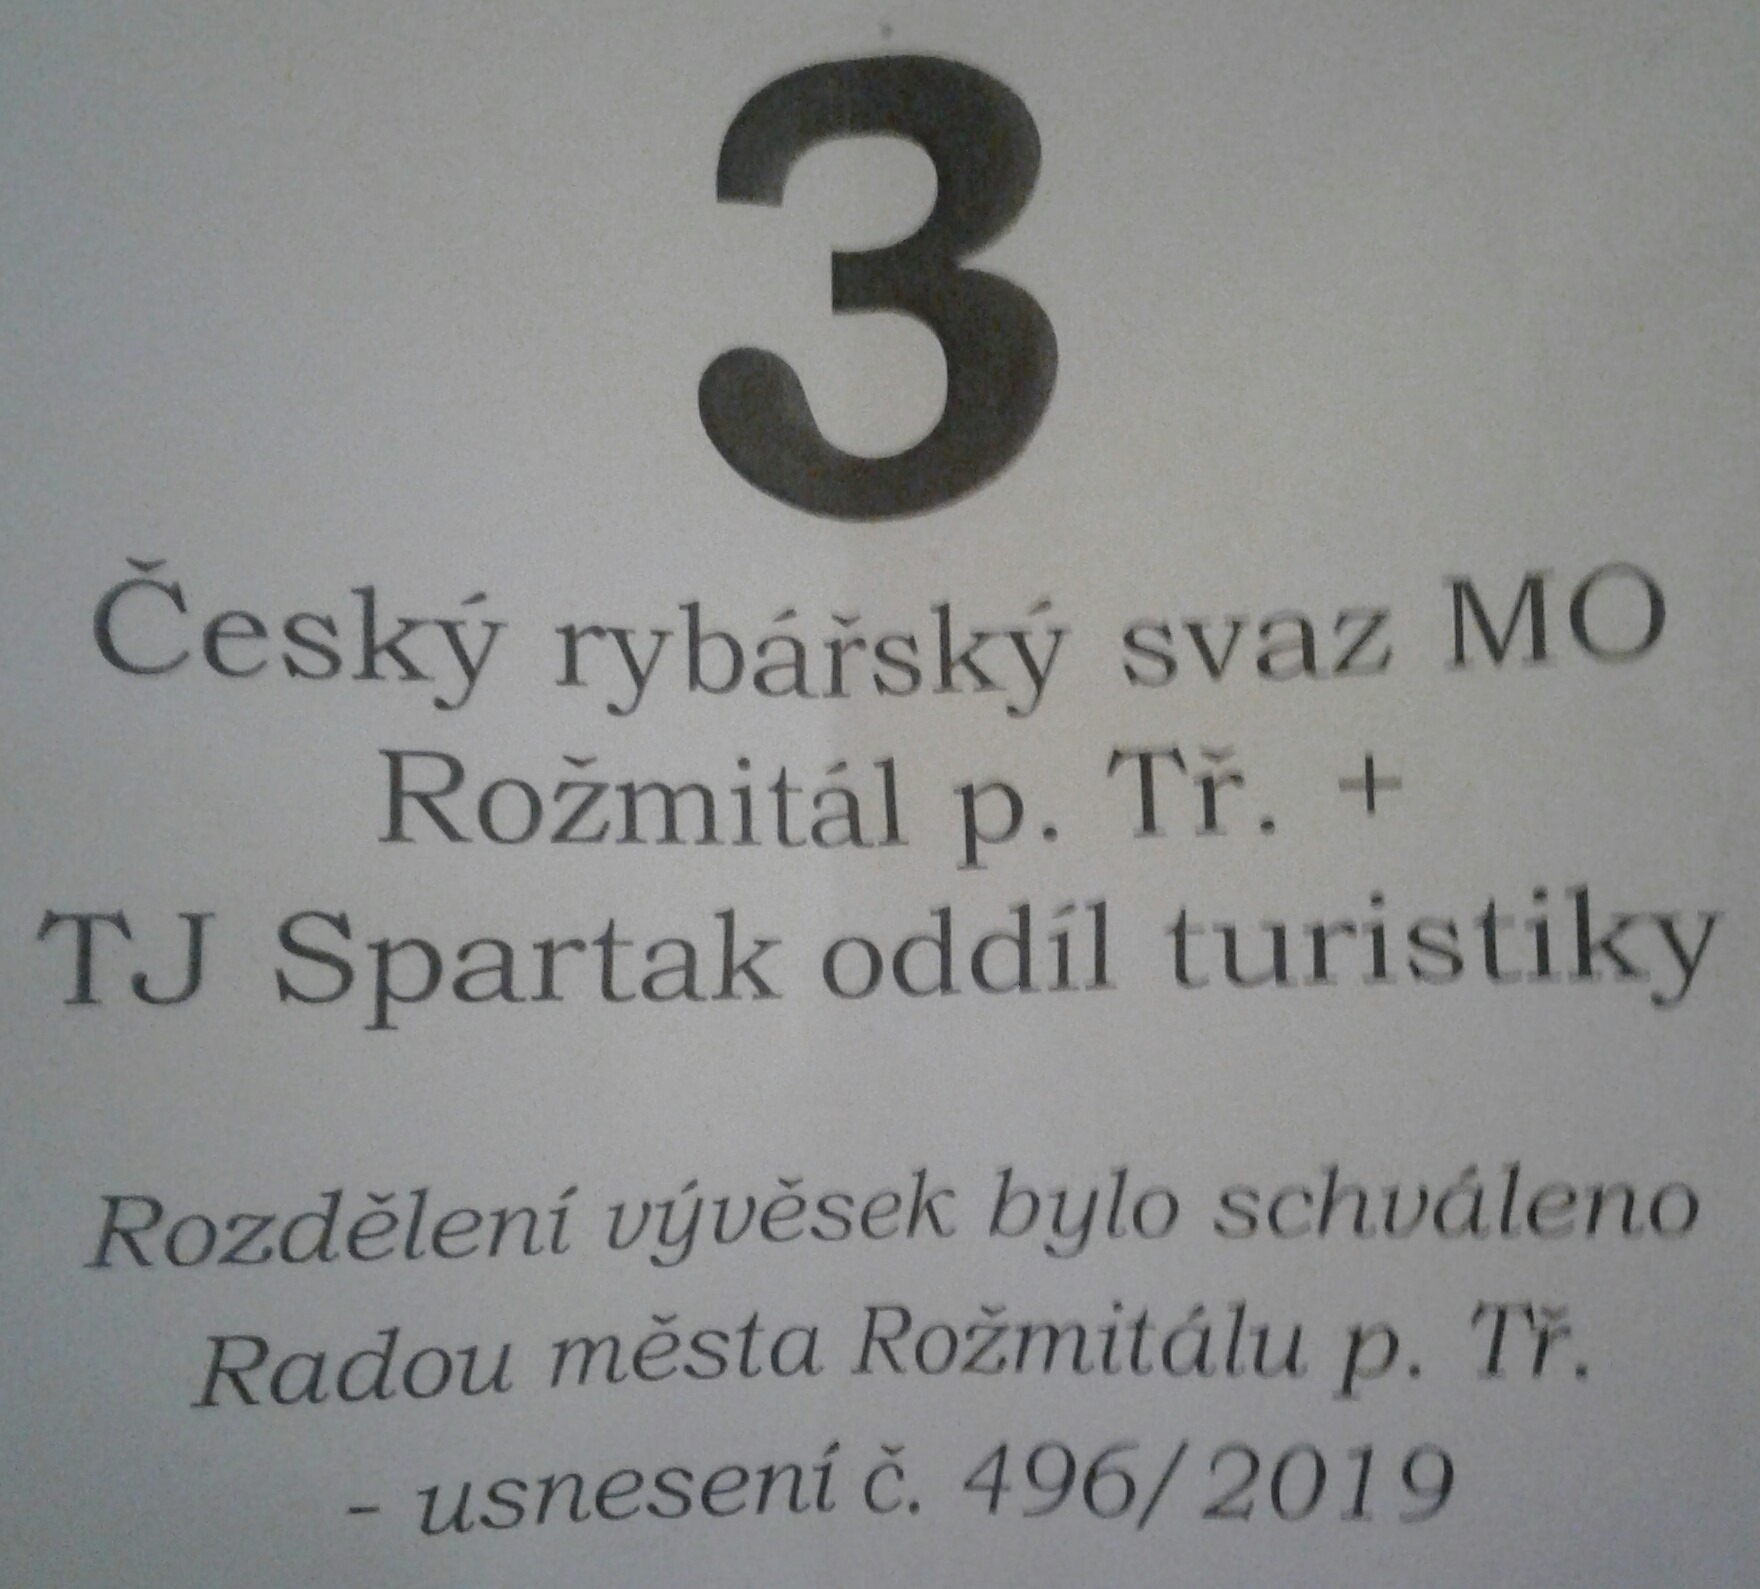 3
Český rybářský svaz MO
Rožmitál p. Tř. +
TJ Spartak oddíl turistiky
Rozdělení vývěsek bylo schváleno
Radou města Rožmitálu p. Tř.
- usnesení č. 496/2019